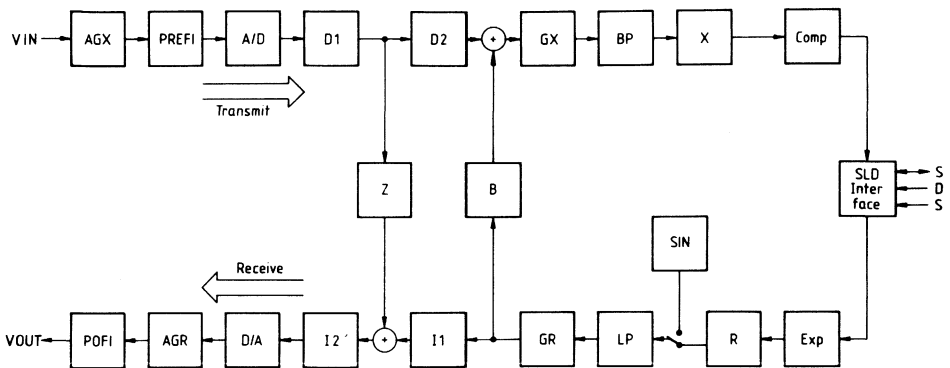 VIN
AGX
PREFI
A/D
D1
D2
+
GX
BP
X
Comp
Transmit
Z
B
SLD
Inter
face
S
D
S
SIN
Receive
VOUT
POFI
AGR
D/A
I2'
+
I1
GR
LP
R
Exp